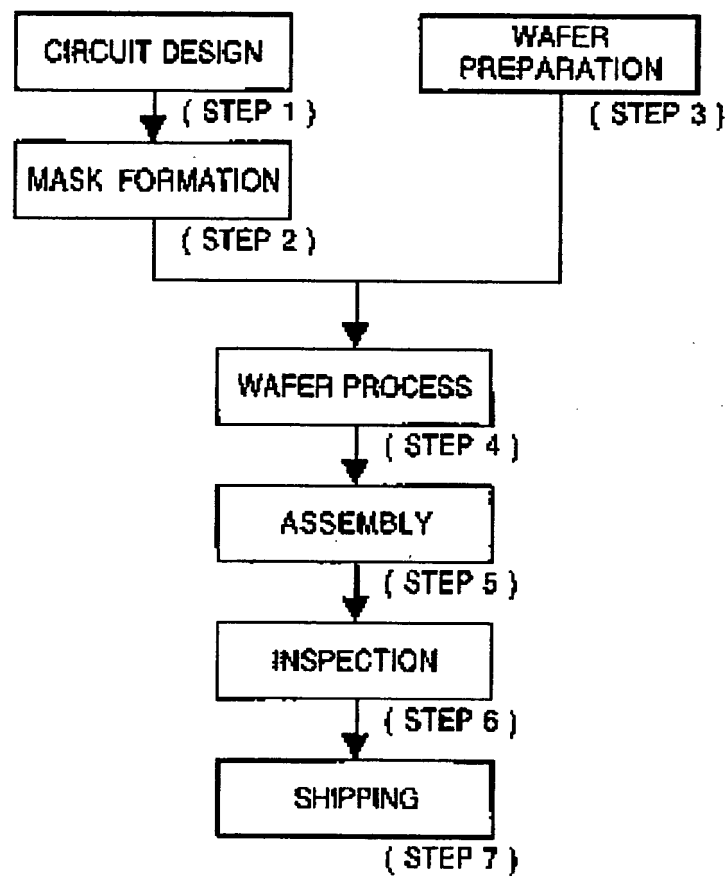 CIRCUIT DESIGN
( STEP 1 )
MASK FORMATION
( STEP 2 )
WAFER
PREPARATION
( STEP 3 )
WAFER PROCESS
( STEP 4 )
ASSEMBLY
( STEP 5 )
INSPECTION
( STEP 6 )
SHIPPING
( STEP 7 )